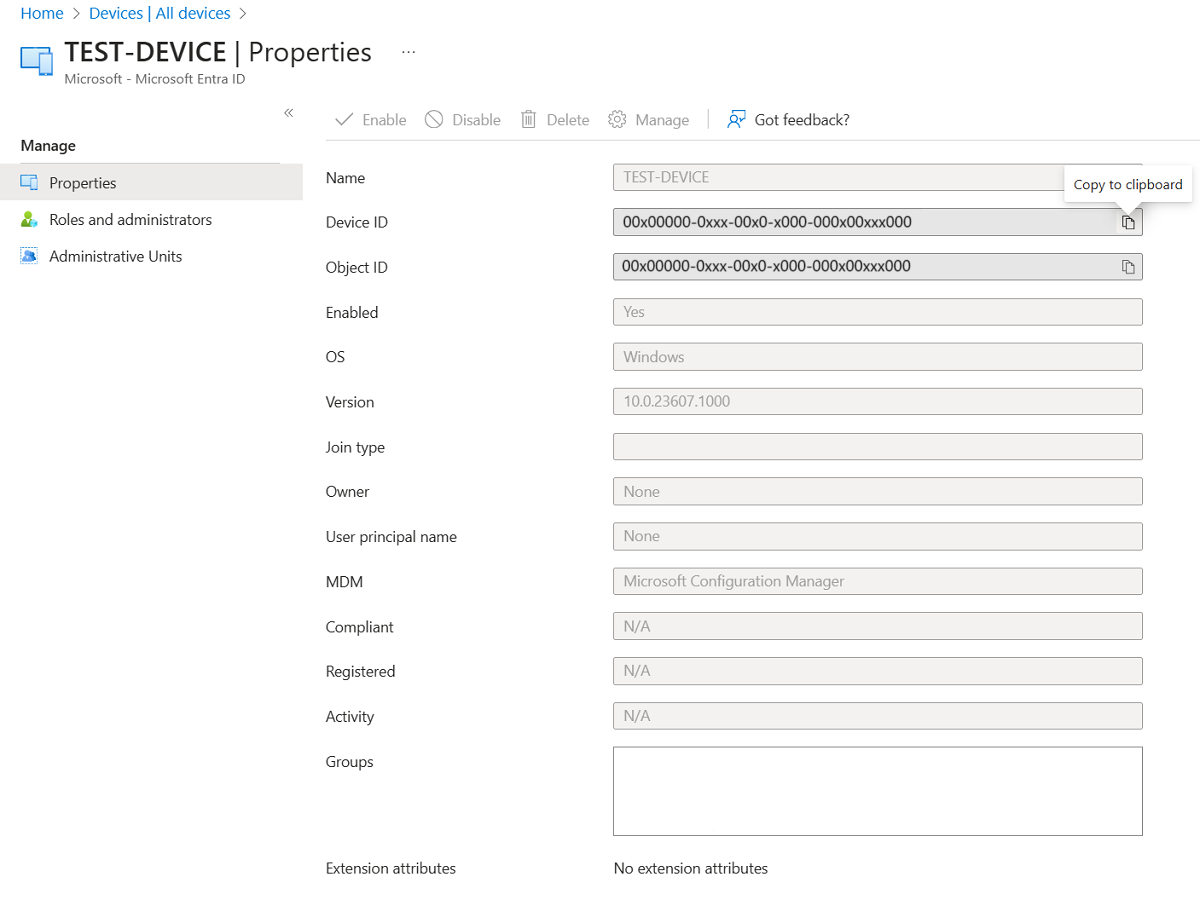 Home > Devices | All devices >
TEST-DEVICE | Properties ...
Microsoft - Microsoft Entra ID
«
Enable Disable Delete Manage | Got feedback?
Manage
Properties
Roles and administrators
Administrative Units
Name TEST-DEVICE
Copy to clipboard
Device ID 00x00000-0xxx-00x0-x000-000x00xxx000
Object ID 00x00000-0xxx-00x0-x000-000x00xxx000
Enabled Yes
OS Windows
Version 10.0.23607.1000
Join type
Owner None
User principal name None
MDM Microsoft Configuration Manager
Compliant N/A
Registered N/A
Activity N/A
Groups
Extension attributes No extension attributes